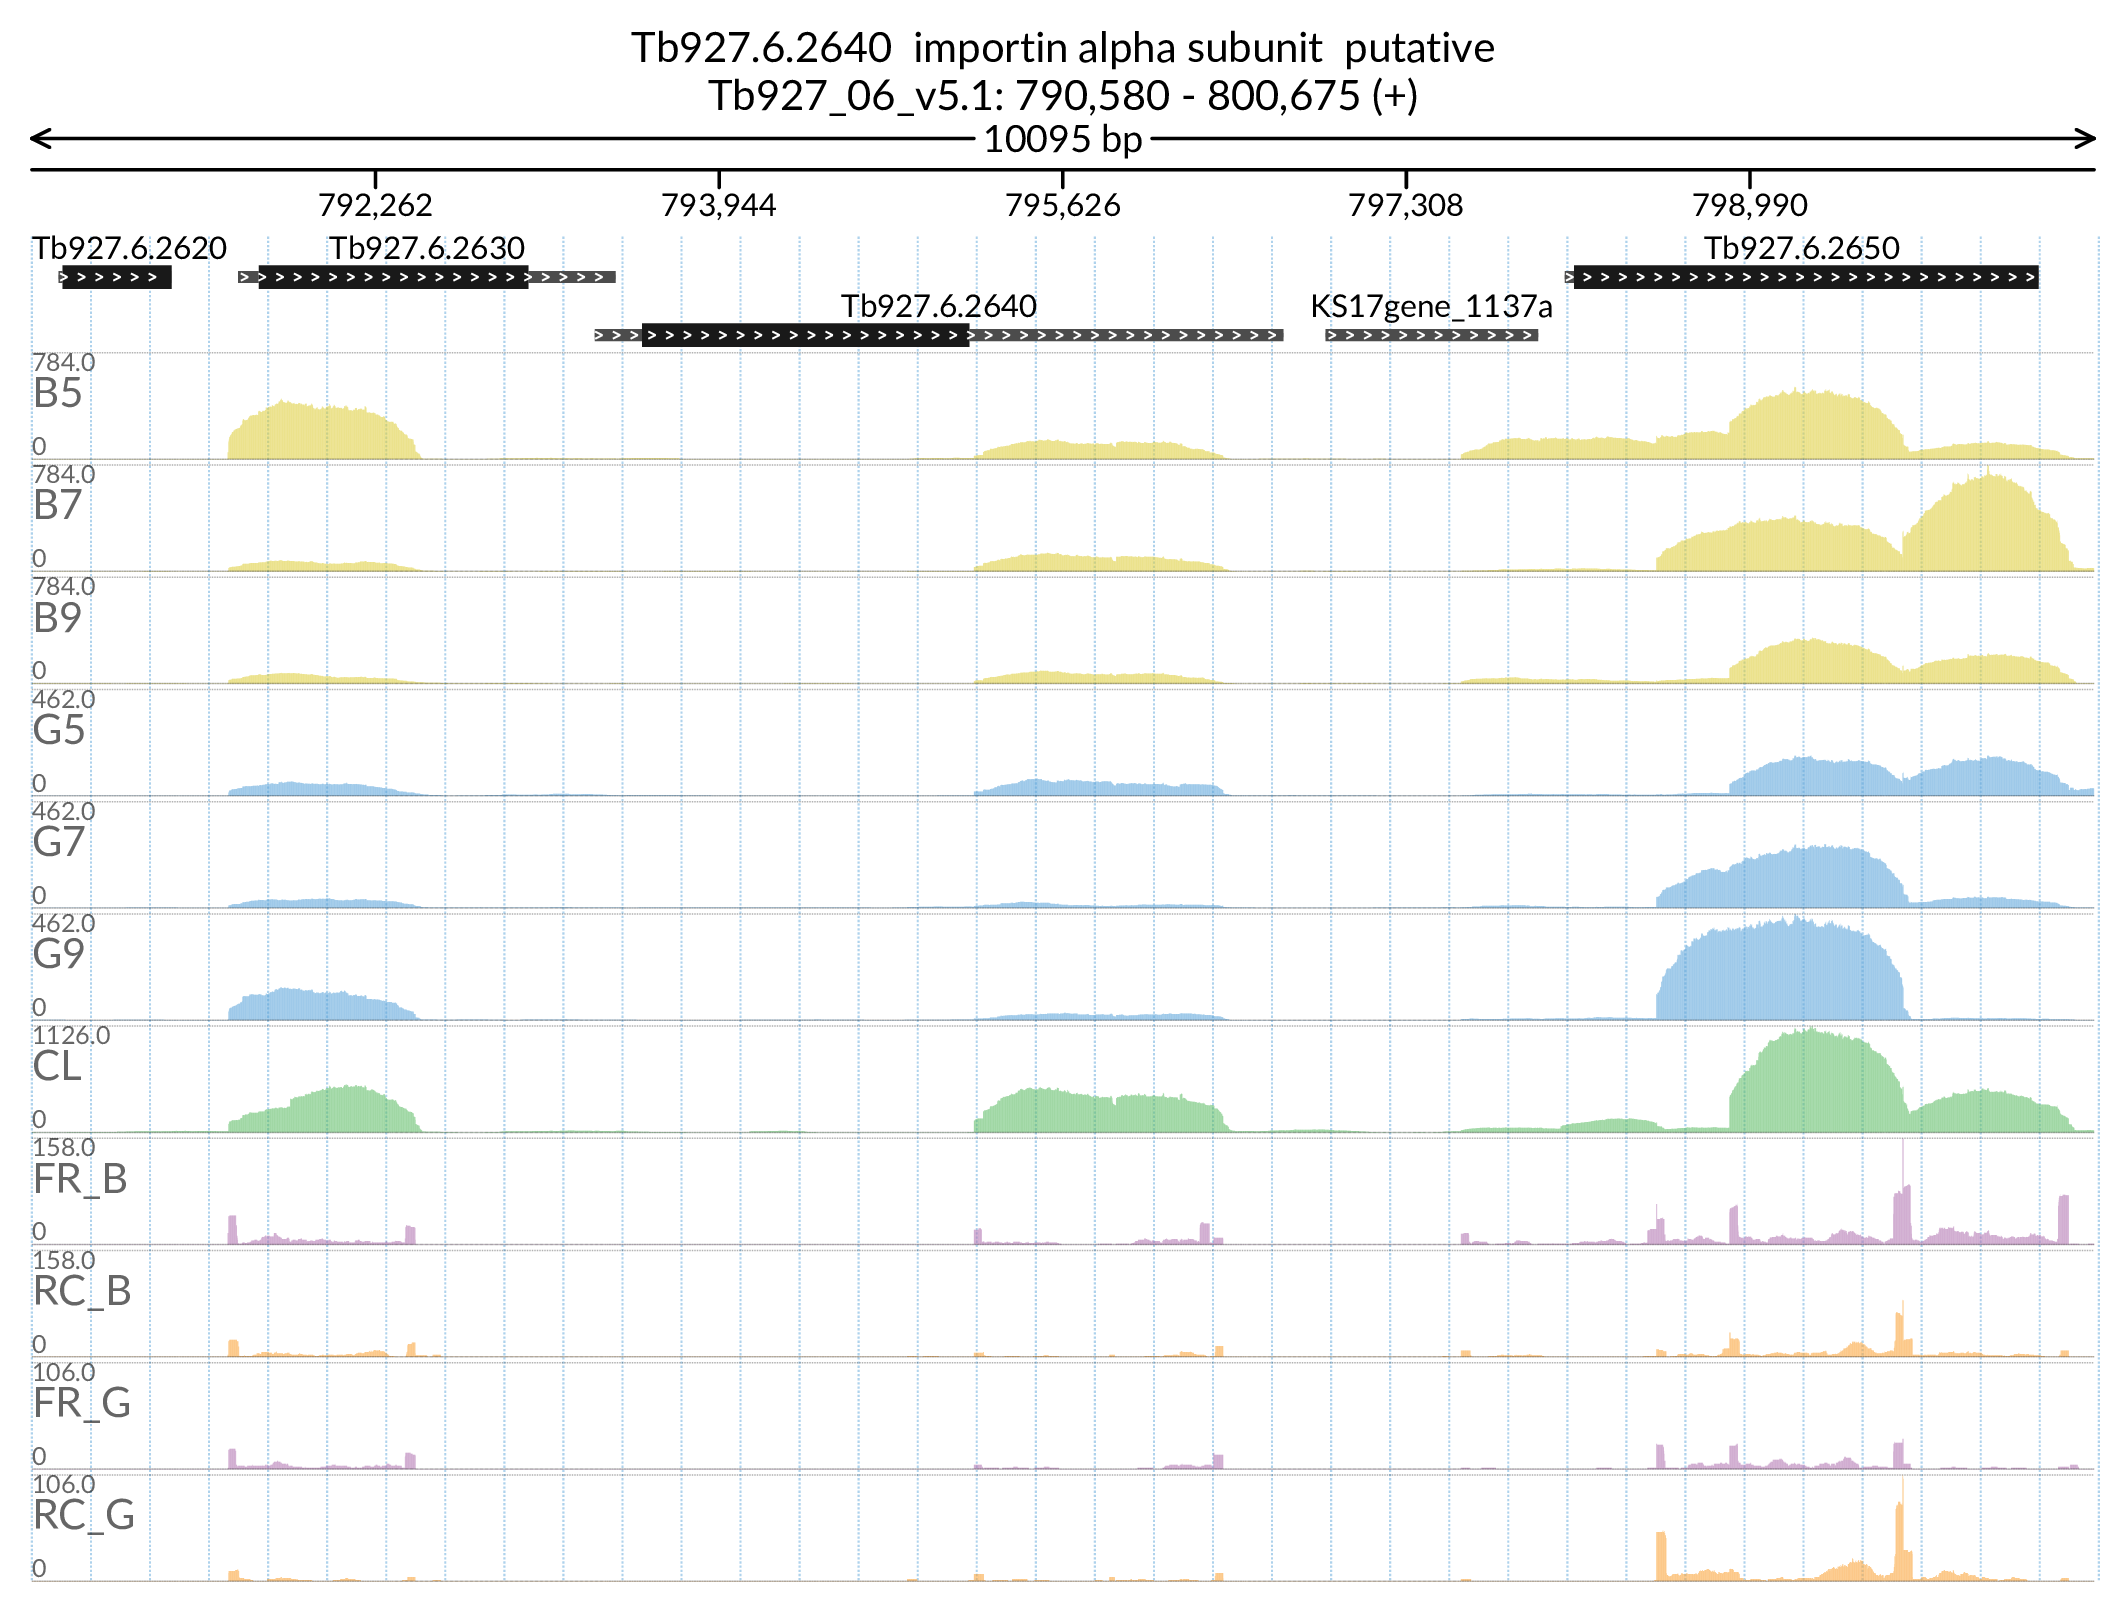 Tb927.6.2640  importin alpha subunit  putative
Tb927_06_v5.1: 790,580 - 800,675 (+)
10095 bp
792,262 793,944 795,626 797,308 798,990
Tb927.6.2620 Tb927.6.2630 Tb927.6.2650
Tb927.6.2640 KS17gene_1137a
784.0
B5
0
784.0
B7
0
784.0
B9
0
462.0
G5
0
462.0
G7
0
462.0
G9
0
1126.0
CL
0
158.0
FR_B
0
158.0
RC_B
0
106.0
FR_G
0
106.0
RC_G
0